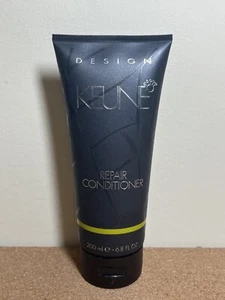 DESIGN
KEUNE
REPAIR
CONDITIONER
200 ml ℮ 6.8 FL OZ